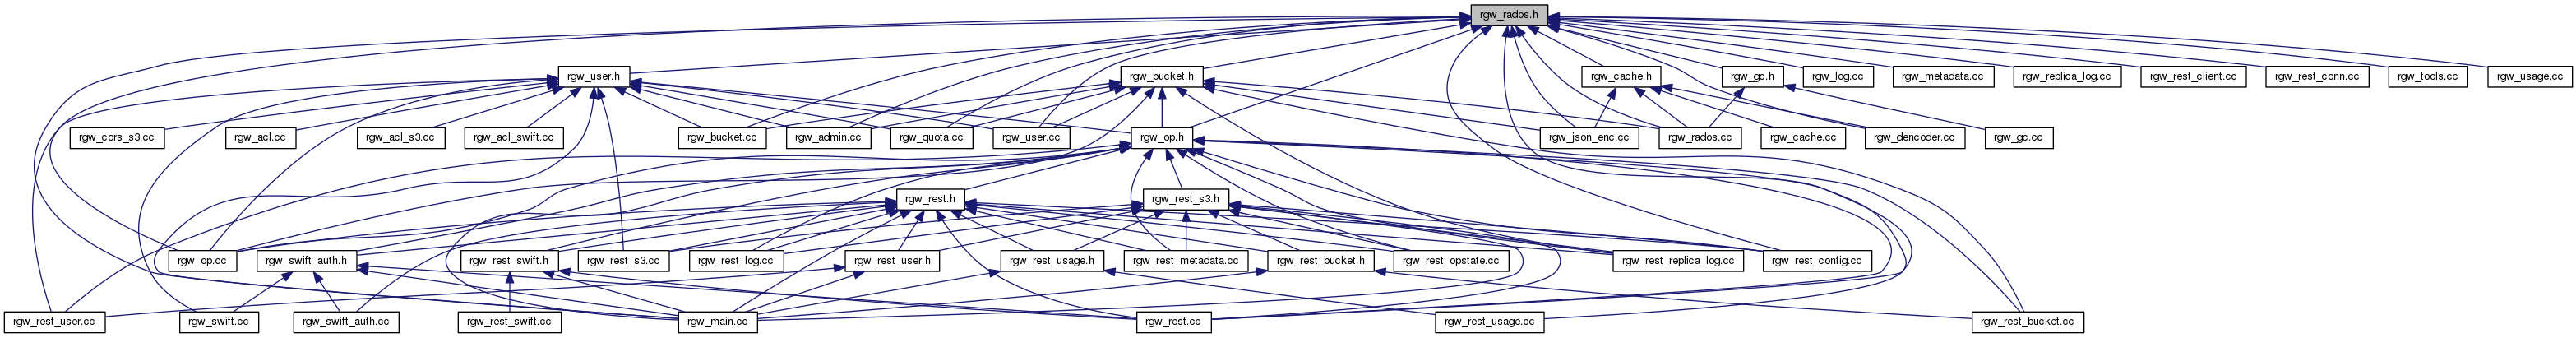 rgw_rados.h
rgw_user.h
rgw_bucket.h
rgw_cache.h
rgw_gc.h
rgw_log.cc
rgw_metadata.cc
rgw_replica_log.cc
rgw_rest_client.cc
rgw_rest_conn.cc
rgw_tools.cc
rgw_usage.cc
rgw_cors_s3.cc
rgw_acl.cc
rgw_acl_s3.cc
rgw_acl_swift.cc
rgw_bucket.cc
rgw_admin.cc
rgw_quota.cc
rgw_user.cc
rgw_op.h
rgw_json_enc.cc
rgw_rados.cc
rgw_cache.cc
rgw_dencoder.cc
rgw_gc.cc
rgw_rest.h
rgw_rest_s3.h
rgw_op.cc
rgw_swift_auth.h
rgw_rest_swift.h
rgw_rest_s3.cc
rgw_rest_log.cc
rgw_rest_user.h
rgw_rest_usage.h
rgw_rest_metadata.cc
rgw_rest_bucket.h
rgw_rest_opstate.cc
rgw_rest_replica_log.cc
rgw_rest_config.cc
rgw_rest_user.cc
rgw_swift.cc
rgw_swift_auth.cc
rgw_rest_swift.cc
rgw_main.cc
rgw_rest.cc
rgw_rest_usage.cc
rgw_rest_bucket.cc